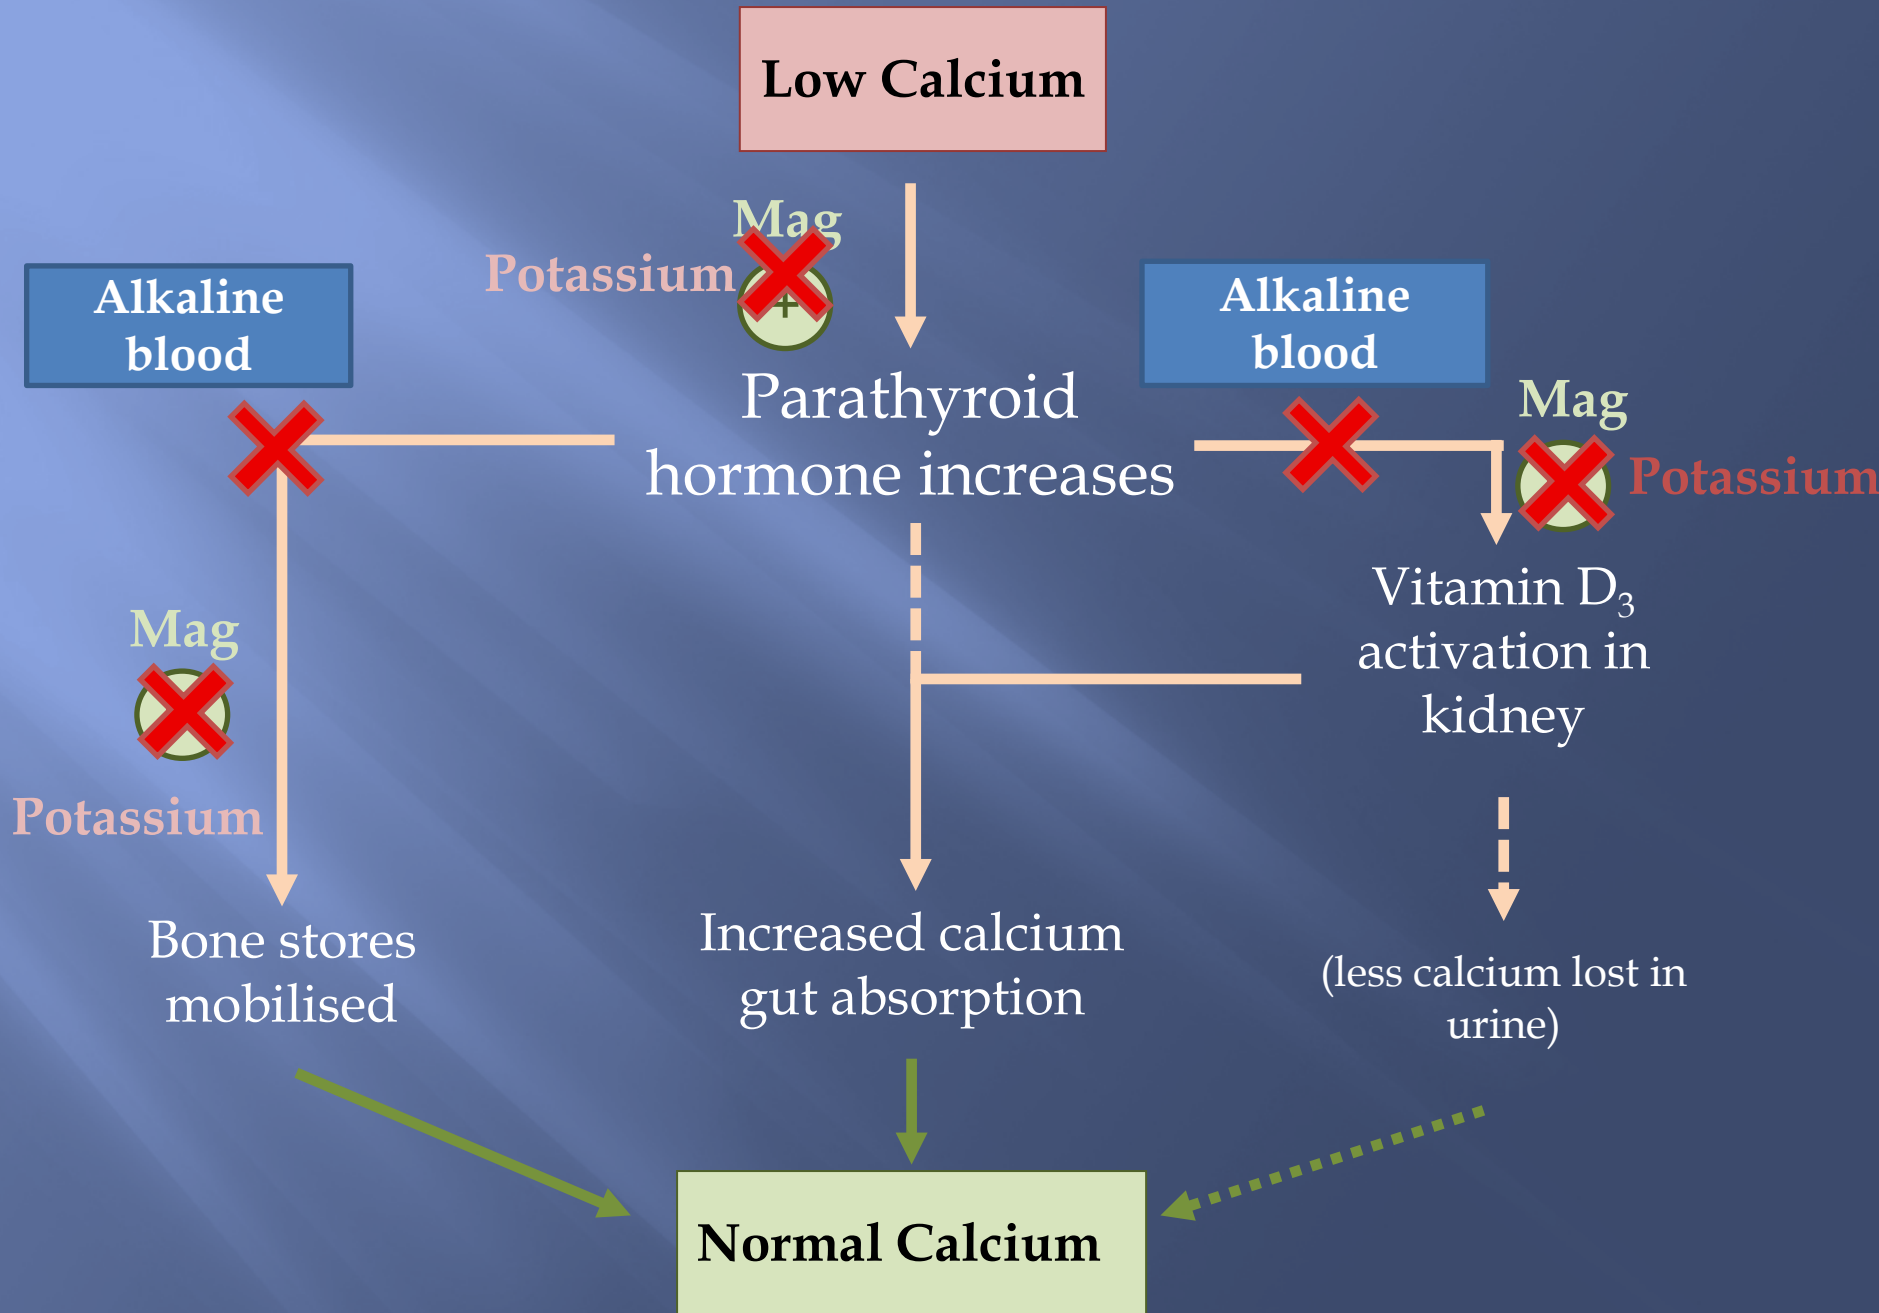 Low Calcium
Mag
Potassium
+
Alkaline
blood
Alkaline
blood
Parathyroid
hormone increases
Mag
Potassium
Vitamin D₃
activation in
kidney
Mag
Potassium
Bone stores
mobilised
Increased calcium
gut absorption
(less calcium lost in
urine)
Normal Calcium